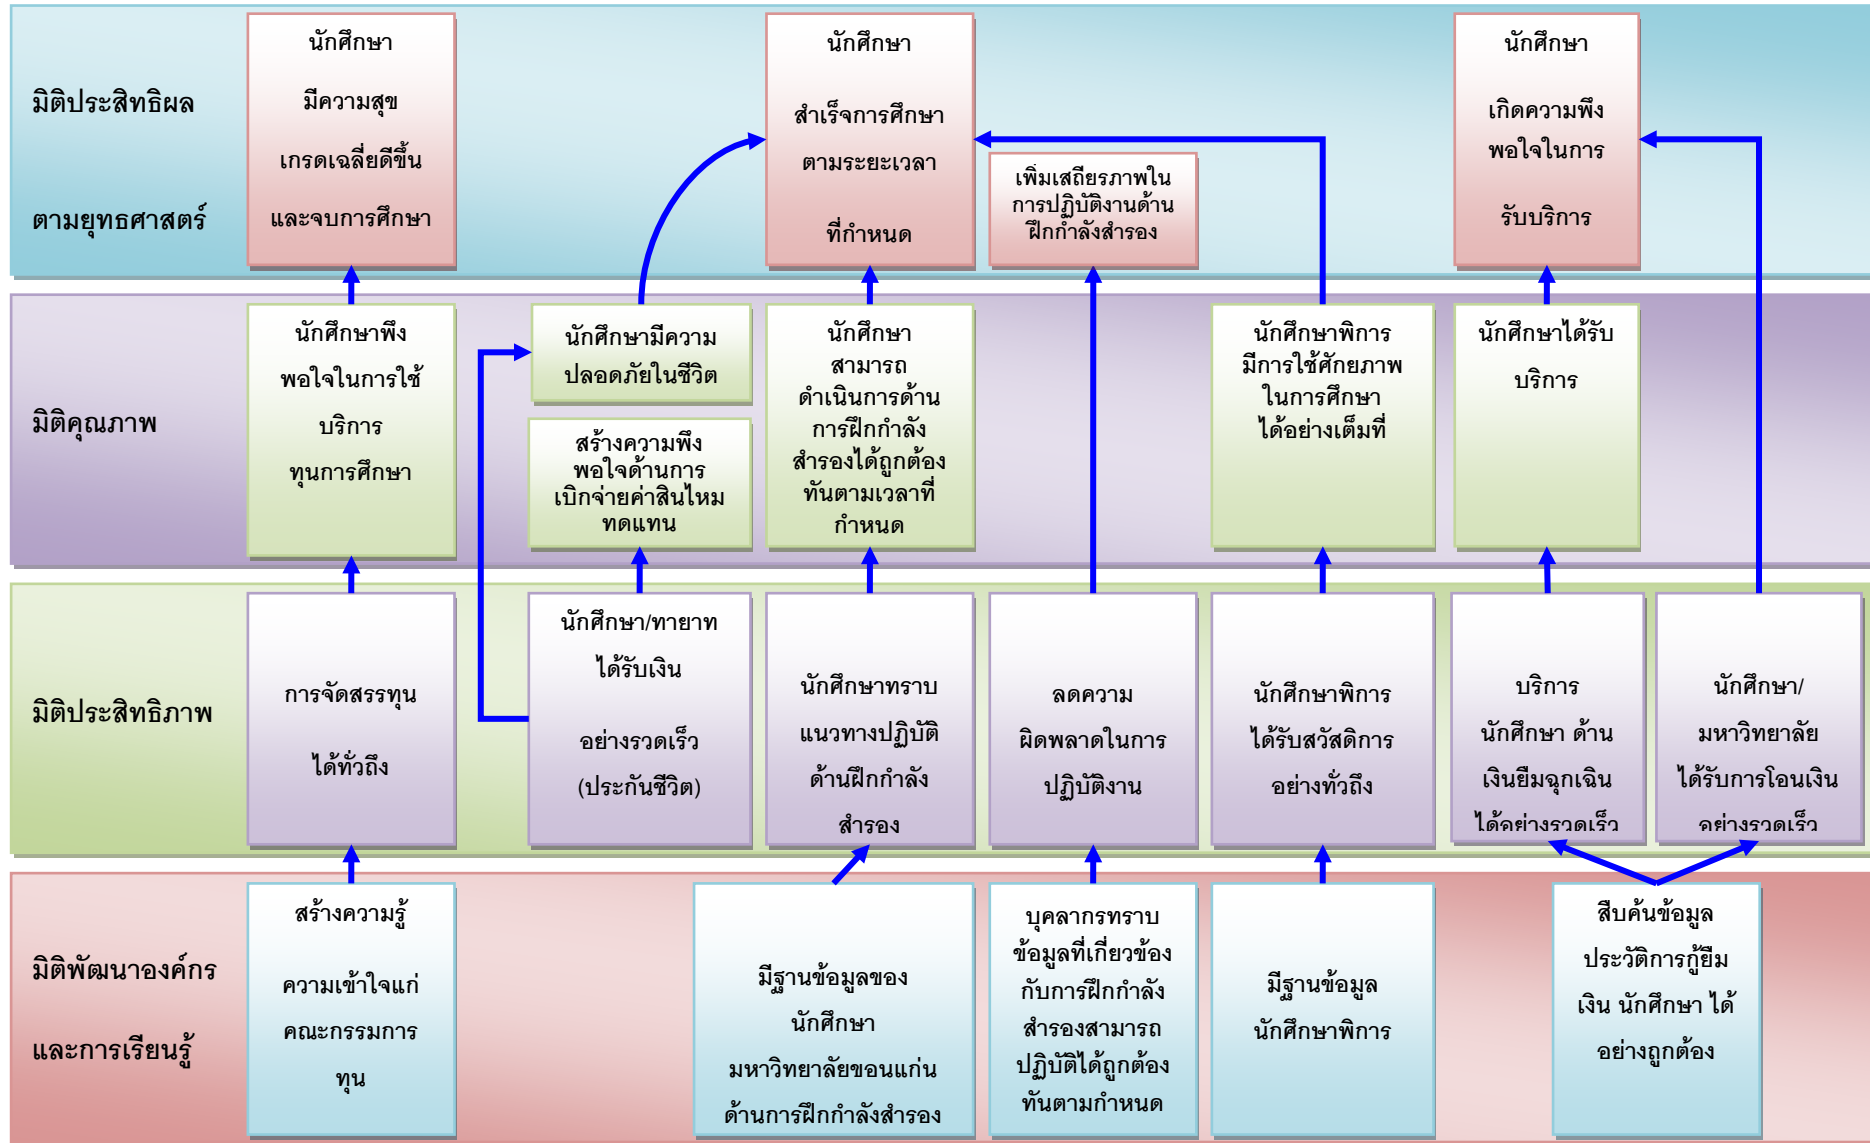 มิติประสิทธิผล
ตามยุทธศาสตร์
นักศึกษา
มีความสุข
เกรดเฉลี่ยดีขึ้น
และจบการศึกษา
นักศึกษา
สำเร็จการศึกษา
ตามระยะเวลา
ที่กำหนด
เพิ่มเสถียรภาพใน
การปฏิบัติงานด้าน
ฝึกกำลังสำรอง
นักศึกษา
เกิดความพึง
พอใจในการ
รับบริการ
มิติคุณภาพ
นักศึกษาพึง
พอใจในการใช้
บริการ
ทุนการศึกษา
นักศึกษามีความ
ปลอดภัยในชีวิต
สร้างความพึง
พอใจด้านการ
เบิกจ่ายค่าสินไหม
ทดแทน
นักศึกษา
สามารถ
ดำเนินการด้าน
การฝึกกำลัง
สำรองได้ถูกต้อง
ทันตามเวลาที่
กำหนด
นักศึกษาพิการ
มีการใช้ศักยภาพ
ในการศึกษา
ได้อย่างเต็มที่
นักศึกษาได้รับ
บริการ
มิติประสิทธิภาพ
การจัดสรรทุน
ได้ทั่วถึง
นักศึกษา/ทายาท
ได้รับเงิน
อย่างรวดเร็ว
(ประกันชีวิต)
นักศึกษาทราบ
แนวทางปฏิบัติ
ด้านฝึกกำลัง
สำรอง
ลดความ
ผิดพลาดในการ
ปฏิบัติงาน
นักศึกษาพิการ
ได้รับสวัสดิการ
อย่างทั่วถึง
บริการ
นักศึกษา ด้าน
เงินยืมฉุกเฉิน
ได้อย่างรวดเร็ว
นักศึกษา/
มหาวิทยาลัย
ได้รับการโอนเงิน
อย่างรวดเร็ว
มิติพัฒนาองค์กร
และการเรียนรู้
สร้างความรู้
ความเข้าใจแก่
คณะกรรมการ
ทุน
มีฐานข้อมูลของ
นักศึกษา
มหาวิทยาลัยขอนแก่น
ด้านการฝึกกำลังสำรอง
บุคลากรทราบ
ข้อมูลที่เกี่ยวข้อง
กับการฝึกกำลัง
สำรองสามารถ
ปฏิบัติได้ถูกต้อง
ทันตามกำหนด
มีฐานข้อมูล
นักศึกษาพิการ
สืบค้นข้อมูล
ประวัติการกู้ยืม
เงิน นักศึกษา ได้
อย่างถูกต้อง